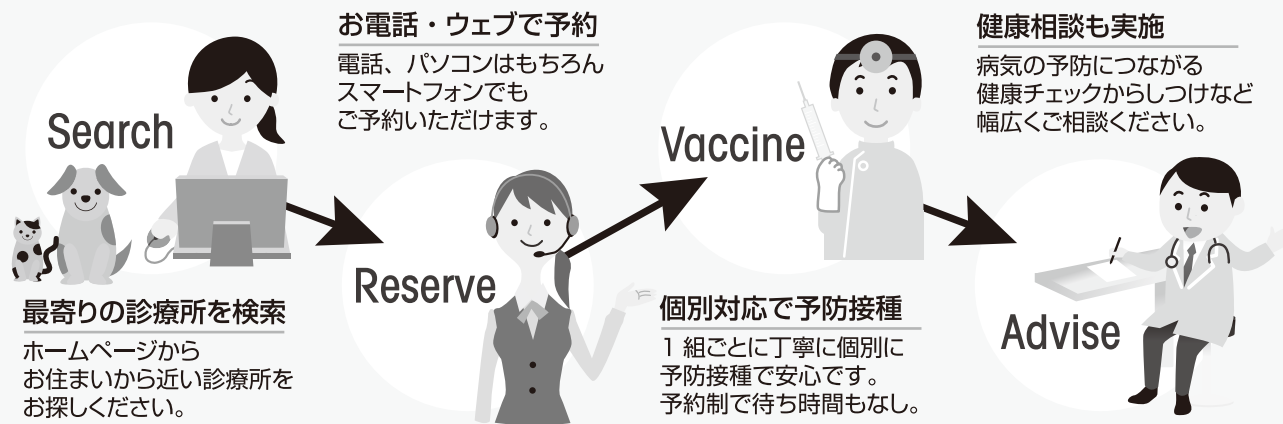 Search
最寄りの診療所を検索
ホームページから
お住まいから近い診療所を
お探しください。
お電話・ウェブで予約
電話、パソコンはもちろん
スマートフォンでも
ご予約いただけます。
Reserve
Vaccine
個別対応で予防接種
1 組ごとに丁寧に個別に
予防接種で安心です。
予約制で待ち時間もなし。
健康相談も実施
病気の予防につながる
健康チェックからしつけなど
幅広くご相談ください。
Advise